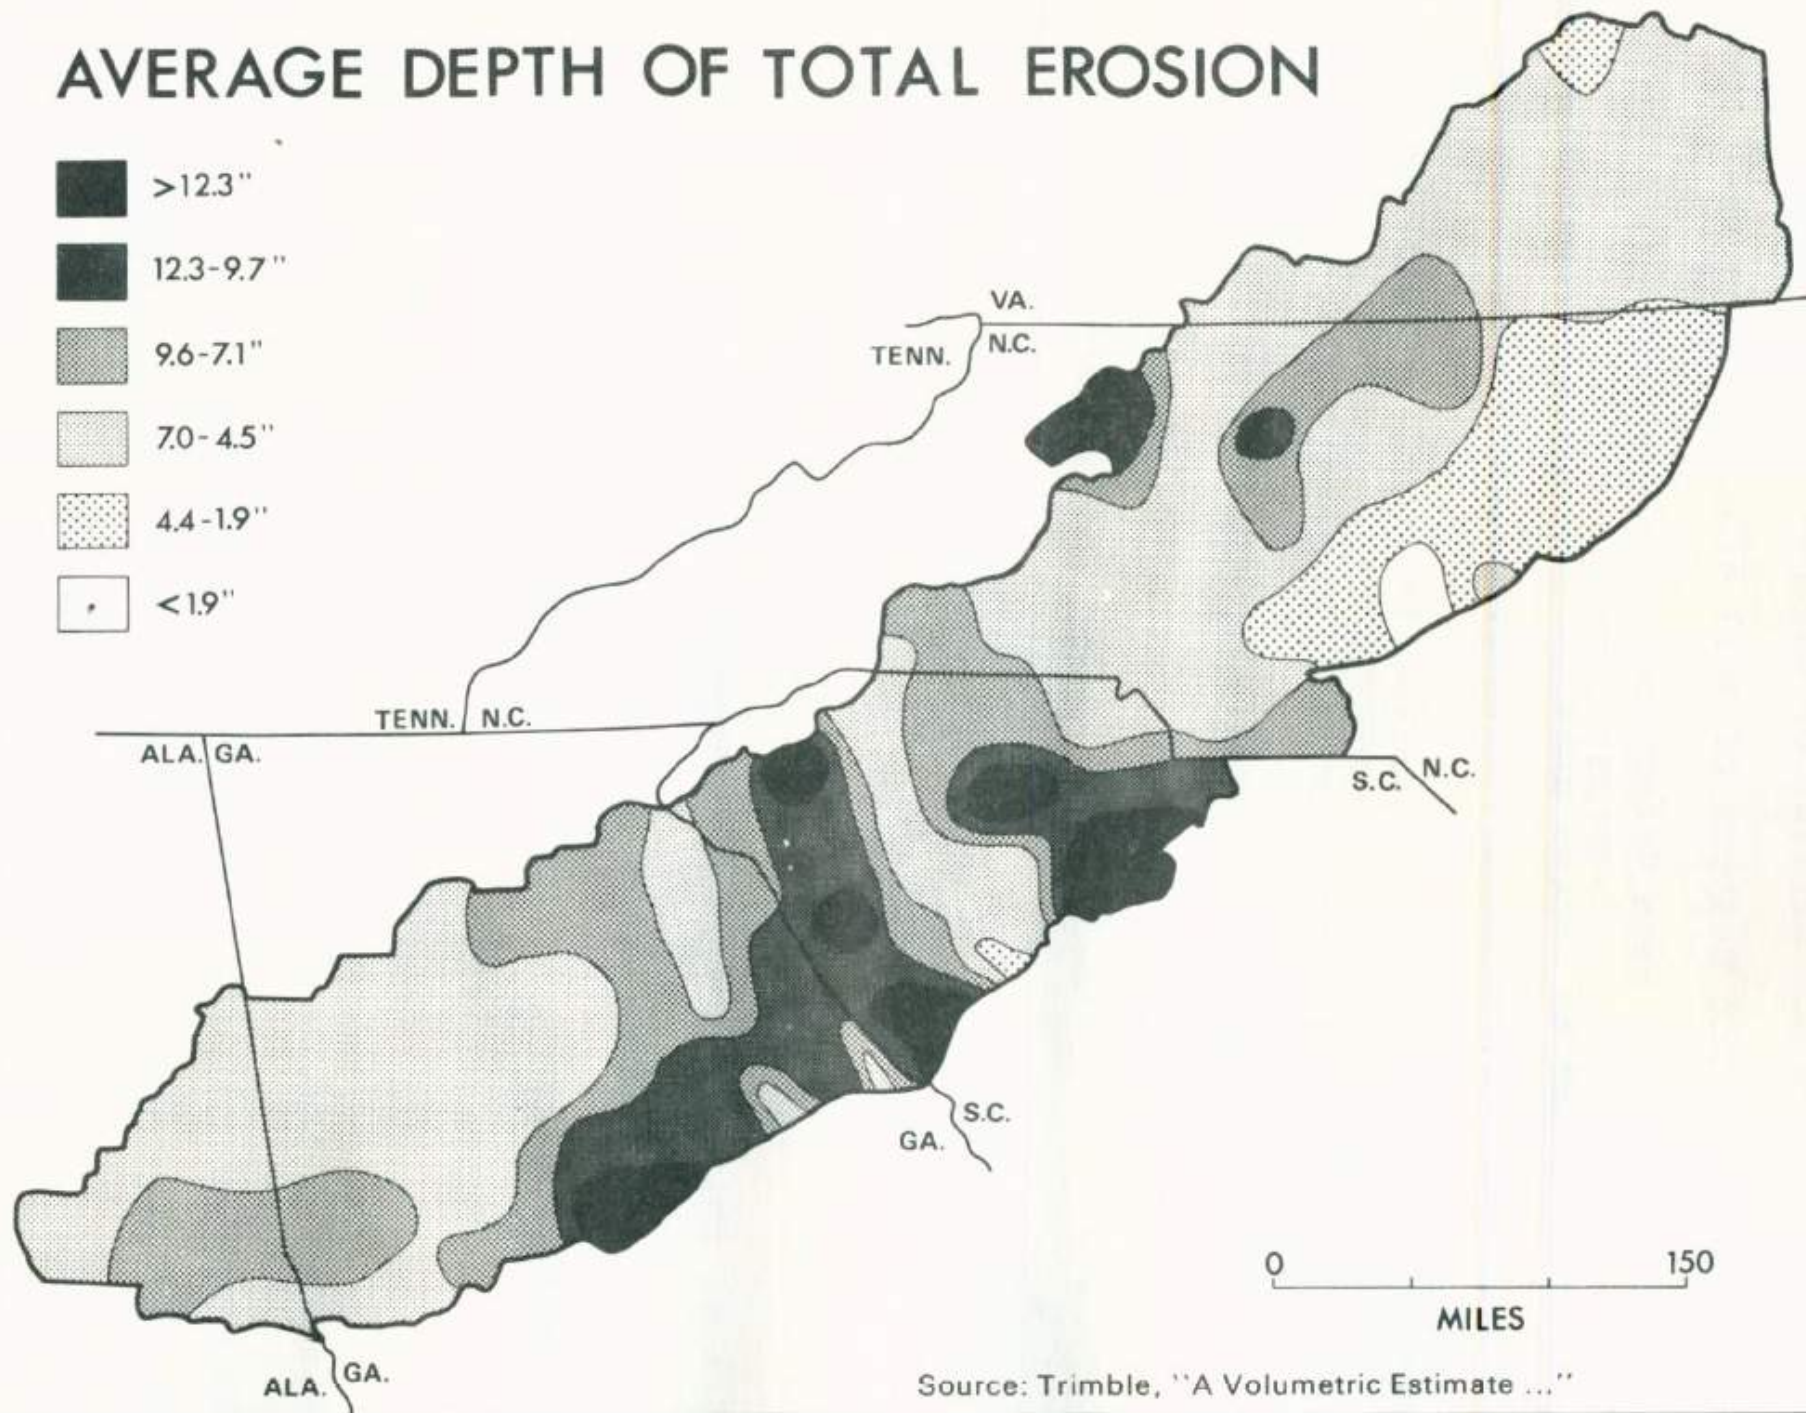 AVERAGE DEPTH OF TOTAL EROSION
>12.3"
12.3-9.7"
9.6-7.1"
7.0-4.5"
4.4-1.9"
<1.9"
VA.
TENN. N.C.
TENN. N.C.
ALA. GA.
S.C. N.C.
S.C.
GA.
0 150
MILES
ALA. GA.
Source: Trimble, "A Volumetric Estimate ..."